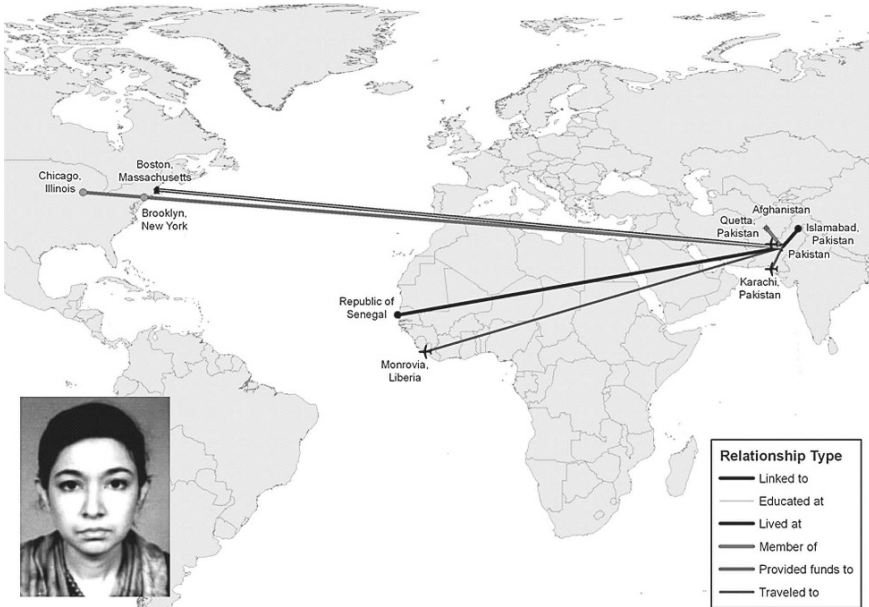 Boston,
Massachusetts
Chicago,
Illinois
Brooklyn,
New York
Afghanistan
Quetta,
Pakistan
Islamabad,
Pakistan
Pakistan
Karachi,
Pakistan
Republic of
Senegal
Monrovia,
Liberia
Relationship Type
Linked to
Educated at
Lived at
Member of
Provided funds to
Traveled to